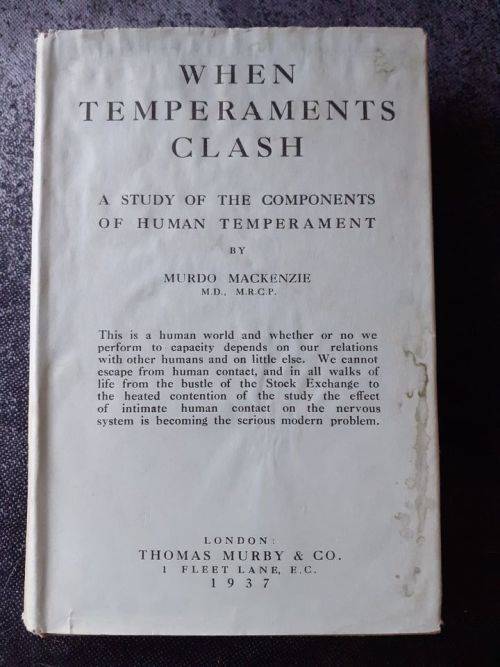 WHEN
TEMPERAMENTS
CLASH
A STUDY OF THE COMPONENTS
OF HUMAN TEMPERAMENT
BY
MURDO MACKENZIE
M.D., M.R.C.P.
This is a human world and whether or no we
perform to capacity depends on our relations
with other humans and on little else. We cannot
escape from human contact, and in all walks of
life from the bustle of the Stock Exchange to
the heated contention of the study the effect
of intimate human contact on the nervous
system is becoming the serious modern problem.
LONDON:
THOMAS MURBY & CO.
1 FLEET LANE, E.C.
1937